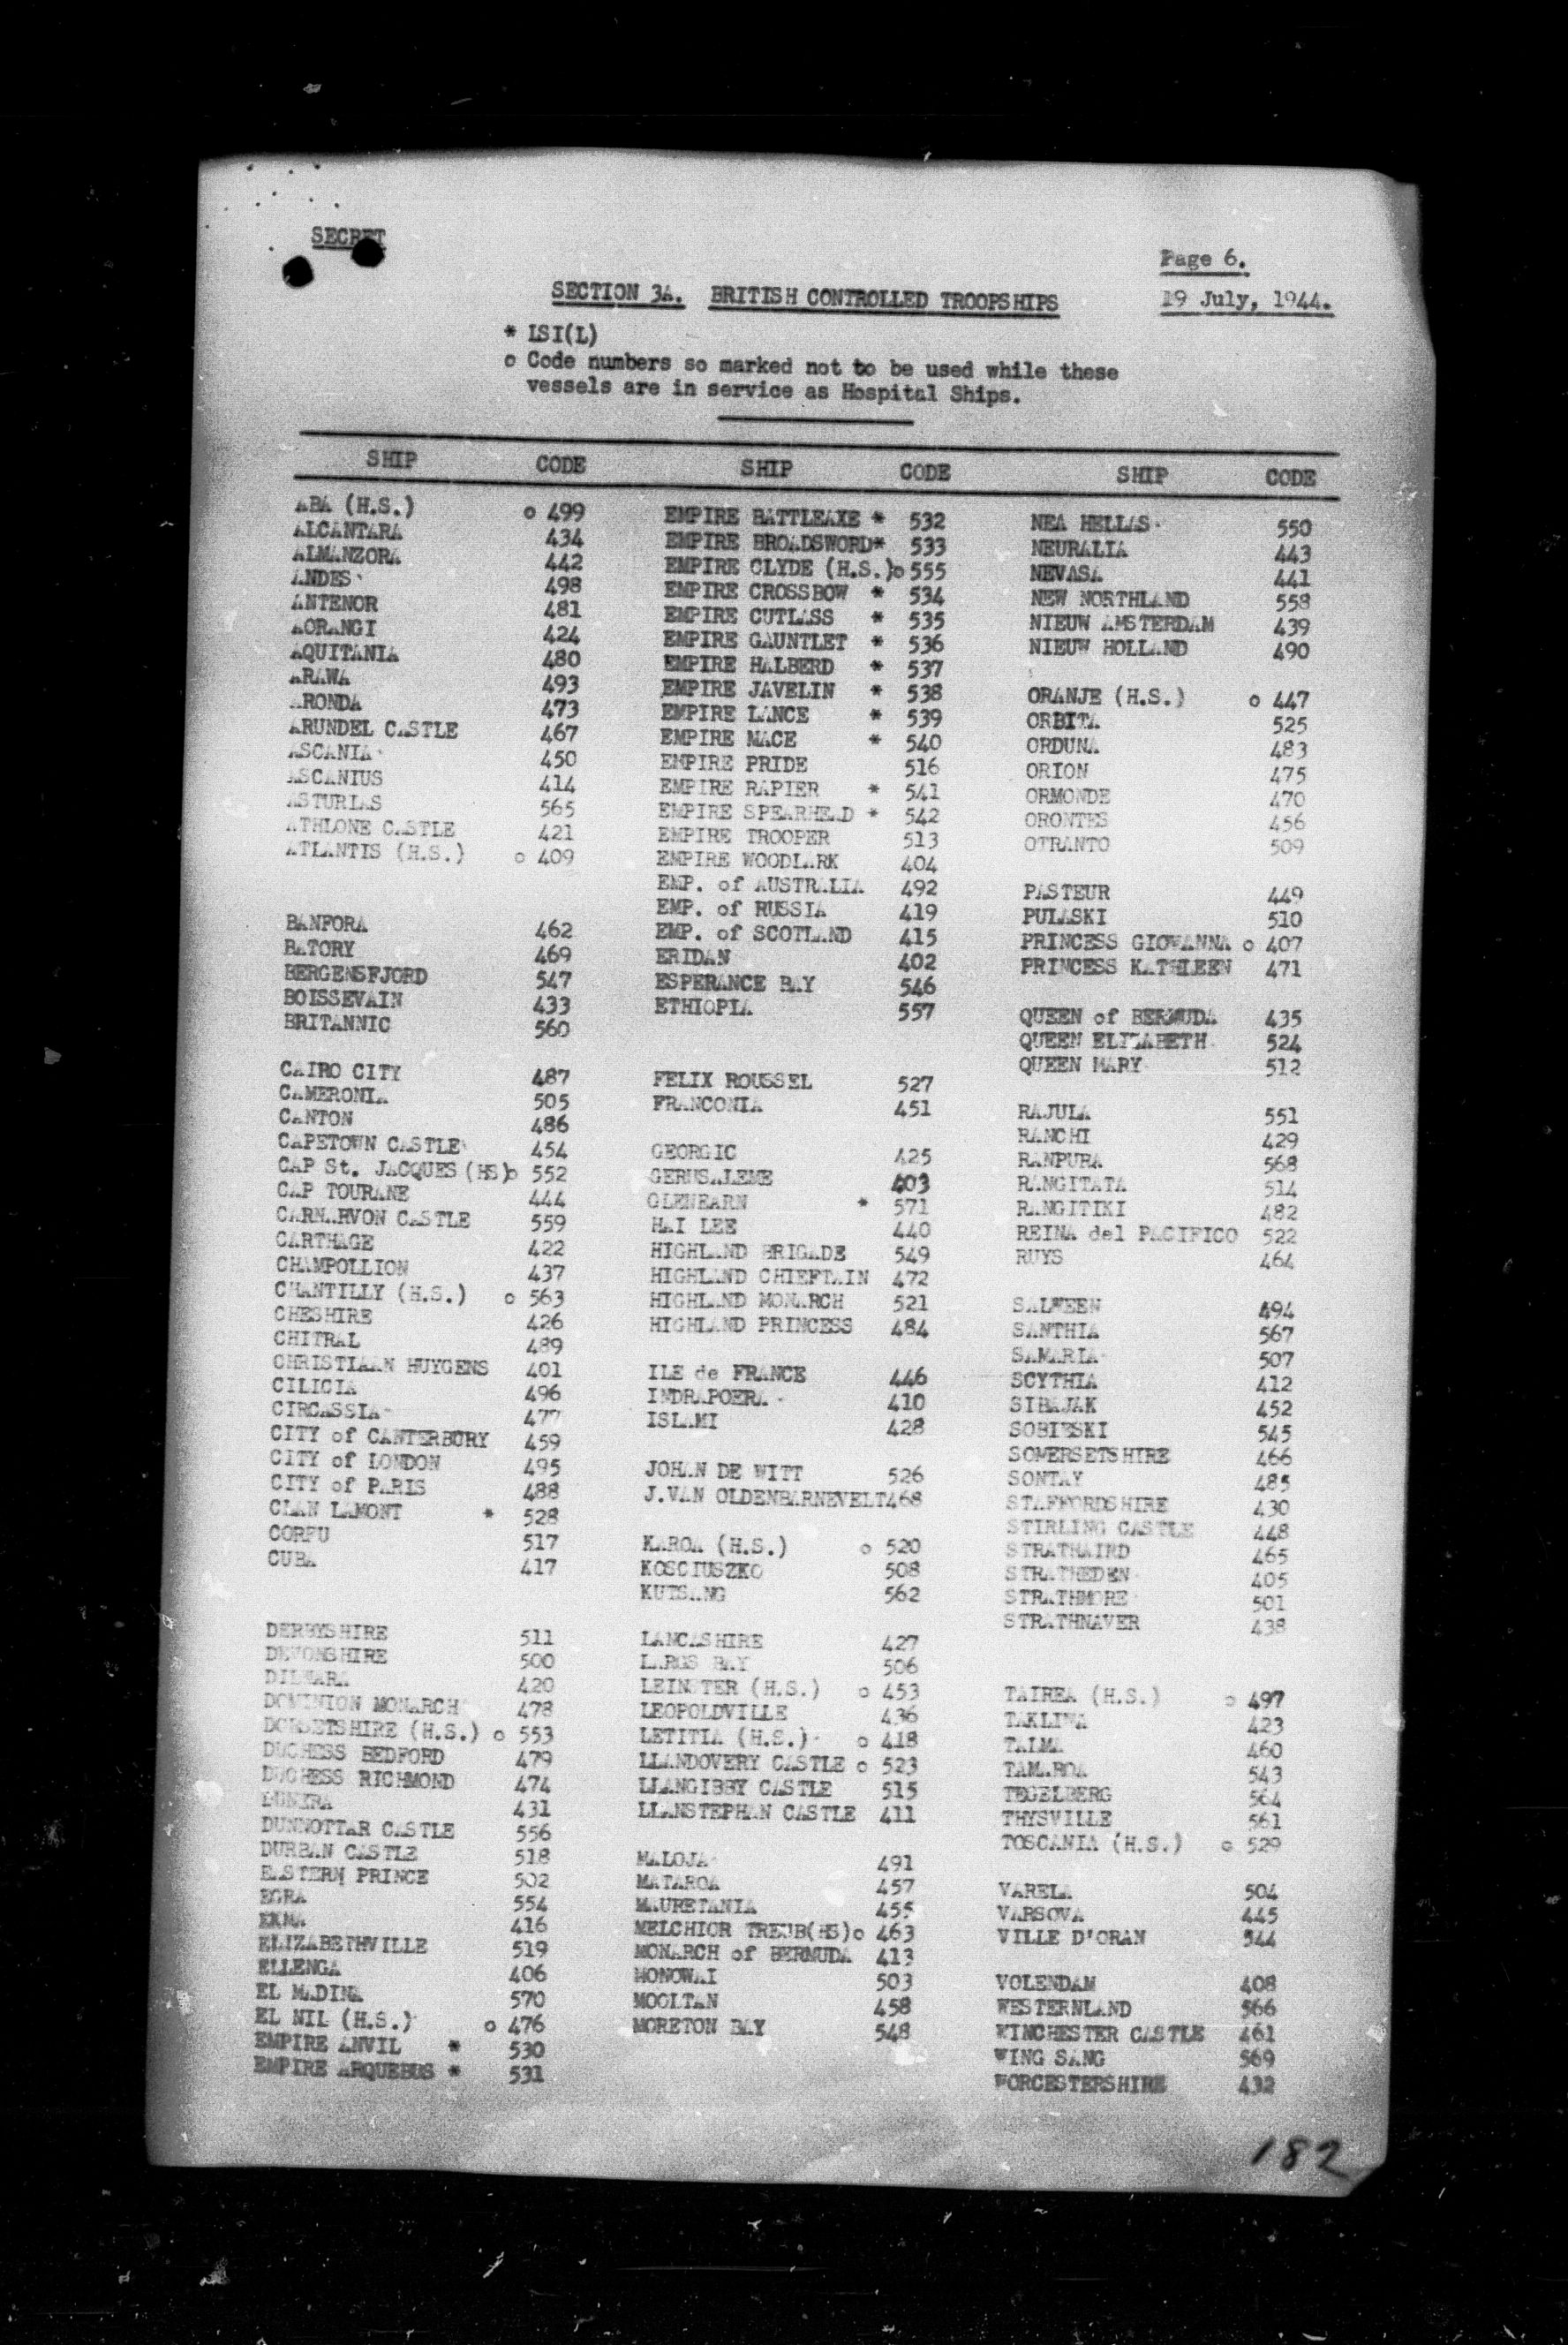 SECRET
Page 6.
SECTION 3A. BRITISH CONTROLLED TROOPSHIPS
19 July, 1944.
* LSI(L)
o Code numbers so marked not to be used while these
vessels are in service as Hospital Ships.
SHIP CODE
ABA (H.S.) o 499
ALCANTARA 434
ALMANZORA 442
ANDES 498
ANTENOR 481
AORANGI 424
AQUITANIA 480
ARAWA 493
ARONDA 473
ARUNDEL CASTLE 467
ASCANIA 450
ASCANIUS 414
ASTURIAS 565
ATHLONE CASTLE 421
ATLANTIS (H.S.) o 409
BANFORA 462
BATORY 469
BERGENSFJORD 547
BOISSEVAIN 433
BRITANNIC 560
CAIRO CITY 487
CAMERONIA 505
CANTON 486
CAPETOWN CASTLE 454
CAP St. JACQUES (HS)o 552
CAP TOURANE 444
CARNARVON CASTLE 559
CARTHAGE 422
CHAMPOLLION 437
CHANTILLY (H.S.) o 563
CHESHIRE 426
CHITRAL 489
CHRISTIAAN HUYGENS 401
CILICIA 496
CIRCASSIA 477
CITY of CANTERBURY 459
CITY of LONDON 495
CITY of PARIS 488
CLAN LAMONT * 528
CORFU 517
CUBA 417
DERBYSHIRE 511
DEVONSHIRE 500
DILWARA 420
DOMINION MONARCH 478
DORSETSHIRE (H.S.) o 553
DUCHESS BEDFORD 479
DUCHESS RICHMOND 474
DUNERA 431
DUNNOTTAR CASTLE 556
DURBAN CASTLE 518
EASTERN PRINCE 502
EGRA 554
EKMA 416
ELIZABETHVILLE 519
ELLENGA 406
EL MADINA 570
EL NIL (H.S.) o 476
EMPIRE ANVIL * 530
EMPIRE ARQUEBUS * 531
SHIP CODE
EMPIRE BATTLEAXE * 532
EMPIRE BROADSWORD* 533
EMPIRE CLYDE (H.S.)o 555
EMPIRE CROSSBOW * 534
EMPIRE CUTLASS * 535
EMPIRE GAUNTLET * 536
EMPIRE HALBERD * 537
EMPIRE JAVELIN * 538
EMPIRE LANCE * 539
EMPIRE MACE * 540
EMPIRE PRIDE 516
EMPIRE RAPIER * 541
EMPIRE SPEARHEAD * 542
EMPIRE TROOPER 513
EMPIRE WOODLARK 404
EMP. of AUSTRALIA 492
EMP. of RUSSIA 419
EMP. of SCOTLAND 415
ERIDAN 402
ESPERANCE BAY 546
ETHIOPIA 557
FELIX ROUSSEL 527
FRANCONIA 451
GEORGIC 425
GERUSALEME 403
GLENEARN * 571
HAI LEE 440
HIGHLAND BRIGADE 549
HIGHLAND CHIEFTAIN 472
HIGHLAND MONARCH 521
HIGHLAND PRINCESS 484
ILE de FRANCE 446
INDRAPOERA 410
ISLAMI 428
JOHAN DE WITT 526
J.VAN OLDENBARNEVELT468
KAROA (H.S.) o 520
KOSCIUSZKO 508
KUTSANG 562
LANCASHIRE 427
LARGS BAY 506
LEINSTER (H.S.) o 453
LEOPOLDVILLE 436
LETITIA (H.S.) o 418
LLANDOVERY CASTLE o 523
LLANGIBBY CASTLE 515
LLANSTEPHAN CASTLE 411
MALOJA 491
MATAROA 457
MAURETANIA 455
MELCHIOR TREUB(HS)o 463
MONARCH of BERMUDA 413
MONOWAI 503
MOOLTAN 458
MORETON BAY 548
SHIP CODE
NEA HELLAS 550
NEURALIA 443
NEVASA 441
NEW NORTHLAND 558
NIEUW AMSTERDAM 439
NIEUW HOLLAND 490
ORANJE (H.S.) o 447
ORBITA 525
ORDUNA 483
ORION 475
ORMONDE 470
ORONTES 456
OTRANTO 509
PASTEUR 449
PULASKI 510
PRINCESS GIOVANNA o 407
PRINCESS KATHLEEN 471
QUEEN of BERMUDA 435
QUEEN ELIZABETH 524
QUEEN MARY 512
RAJULA 551
RANCHI 429
RANPURA 568
RANGITATA 514
RANGITIKI 482
REINA del PACIFICO 522
RUYS 464
SALWEEN 494
SANTHIA 567
SAMARIA 507
SCYTHIA 412
SIBAJAK 452
SOBIESKI 545
SOMERSETSHIRE 466
SONTAY 485
STAFFORDSHIRE 430
STIRLING CASTLE 448
STRATHAIRD 465
STRATHEDEN 405
STRATHMORE 501
STRATHNAVER 438
TAIREA (H.S.) o 497
TAKLIWA 423
TALMA 460
TAMAROA 543
TEGELBERG 564
THYSVILLE 561
TOSCANIA (H.S.) o 529
VARELA 504
VARSOVA 445
VILLE D'ORAN 544
VOLENDAM 408
WESTERNLAND 566
WINCHESTER CASTLE 461
WING SANG 569
WORCESTERSHIRE 432
182